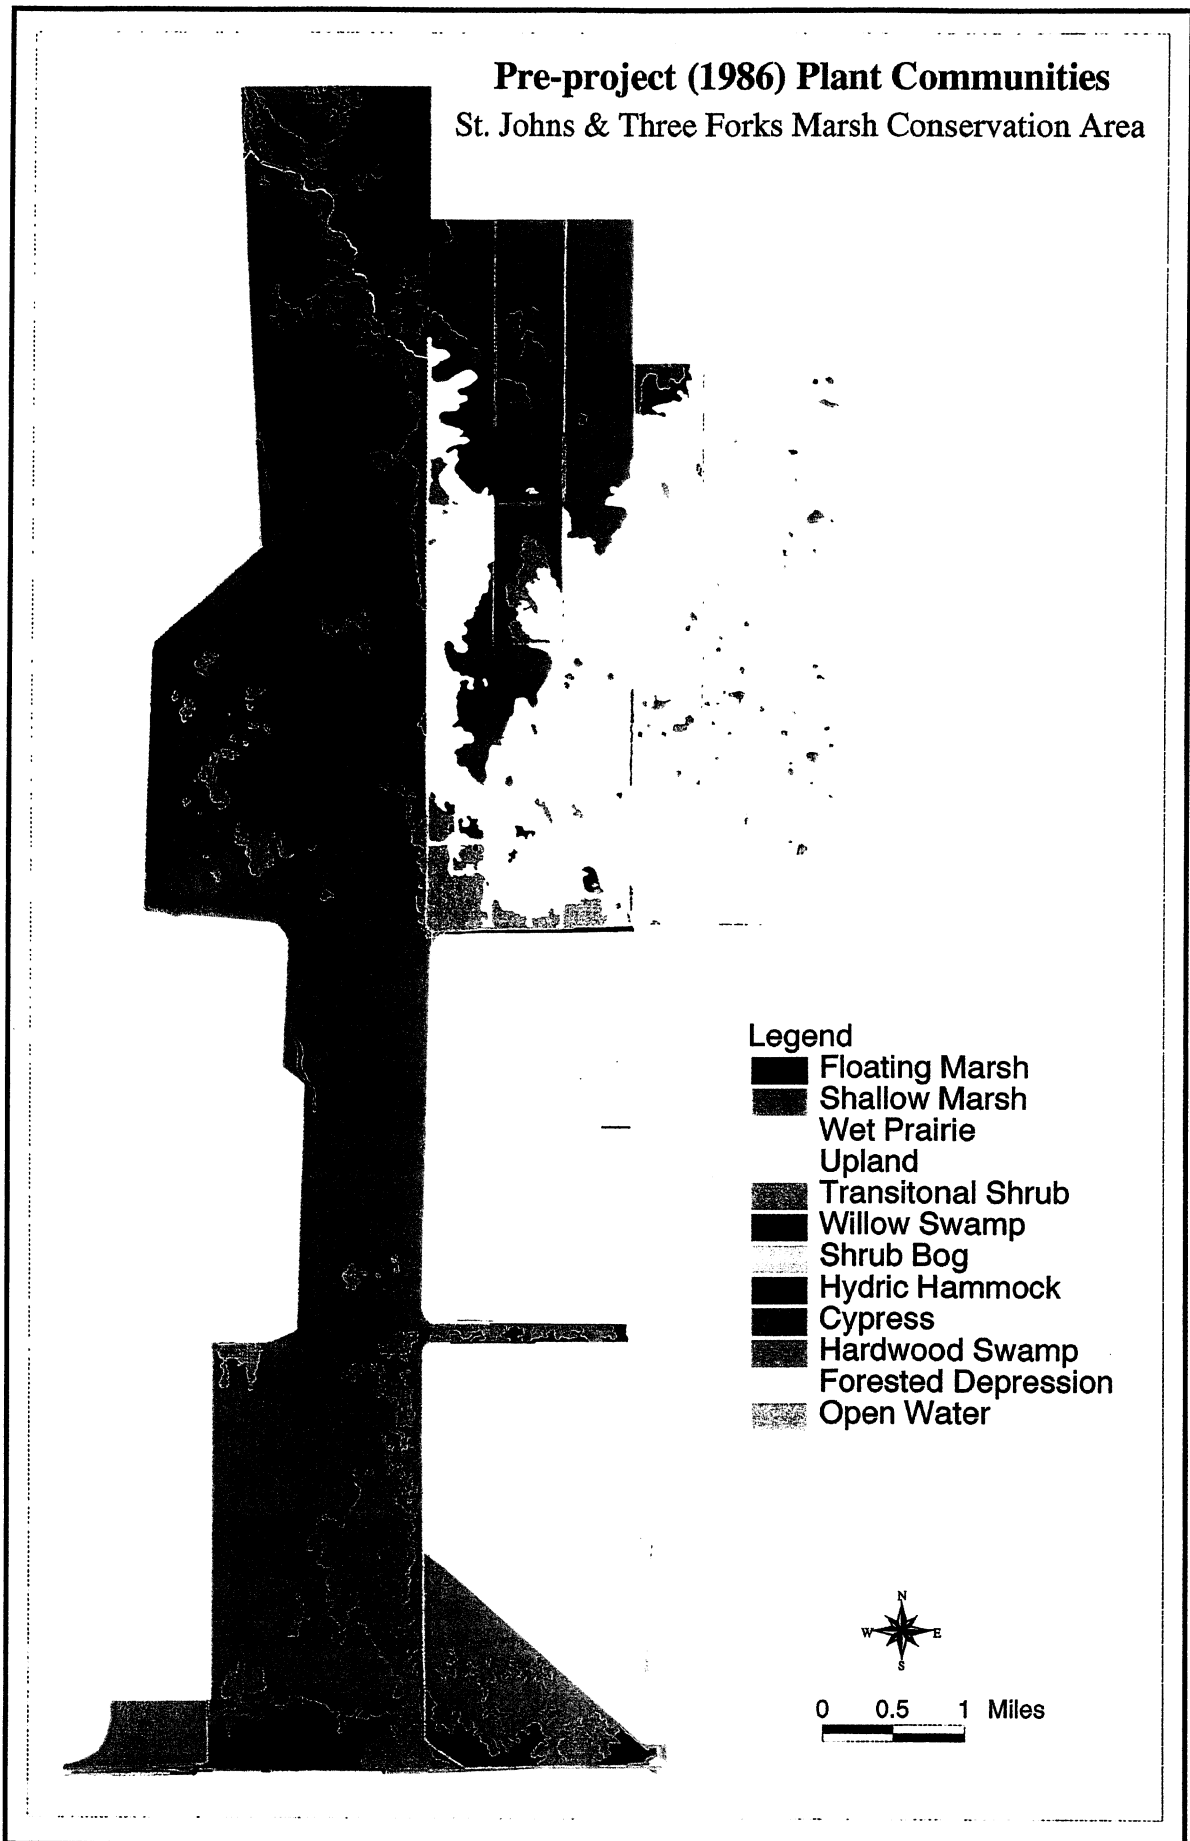 Pre-project (1986) Plant Communities
St. Johns & Three Forks Marsh Conservation Area
Legend
Floating Marsh
Shallow Marsh
Wet Prairie
Upland
Transitonal Shrub
Willow Swamp
Shrub Bog
Hydric Hammock
Cypress
Hardwood Swamp
Forested Depression
Open Water
N
W E
S
0 0.5 1 Miles